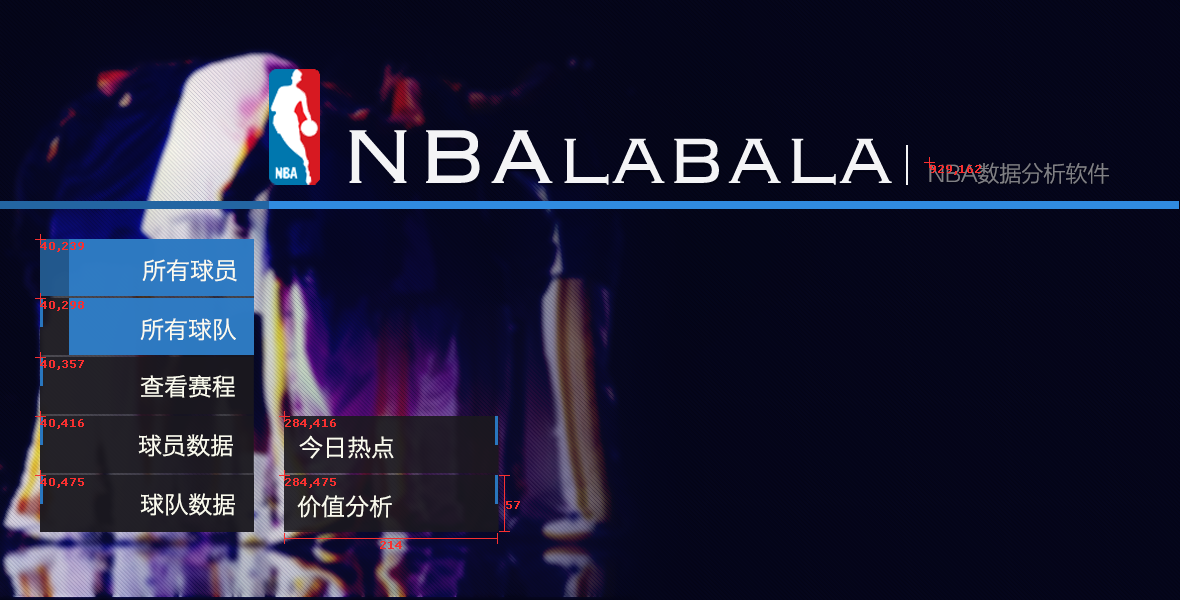 NBA
NBALABALA
NBA数据分析软件
40,239
所有球员
40,298
所有球队
40,357
查看赛程
40,416
球员数据
284,416
今日热点
40,475
球队数据
284,475
价值分析
57
214